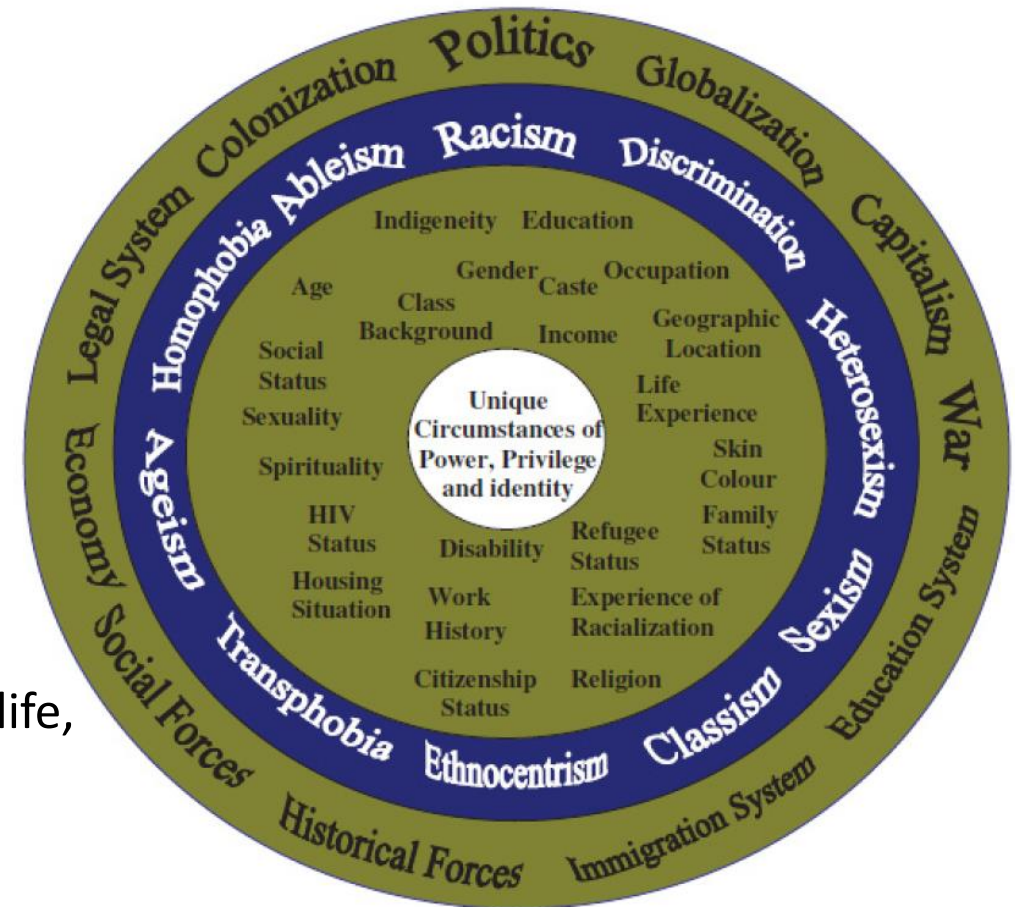 Politics
Globalization
Capitalism
War
Education System
Immigration System
Historical Forces
Social Forces
Economy
Legal System
Colonization
Racism
Discrimination
Heterosexism
Sexism
Classism
Ethnocentrism
Transphobia
Ageism
Homophobia
Ableism
Indigeneity
Education
Gender
Caste
Occupation
Age
Class
Background
Income
Geographic
Location
Social
Status
Life
Experience
Sexuality
Skin
Colour
Spirituality
HIV
Status
Disability
Refugee
Status
Family
Status
Housing
Situation
Work
History
Experience of
Racialization
Citizenship
Status
Religion
Unique
Circumstances of
Power, Privilege
and identity
life,